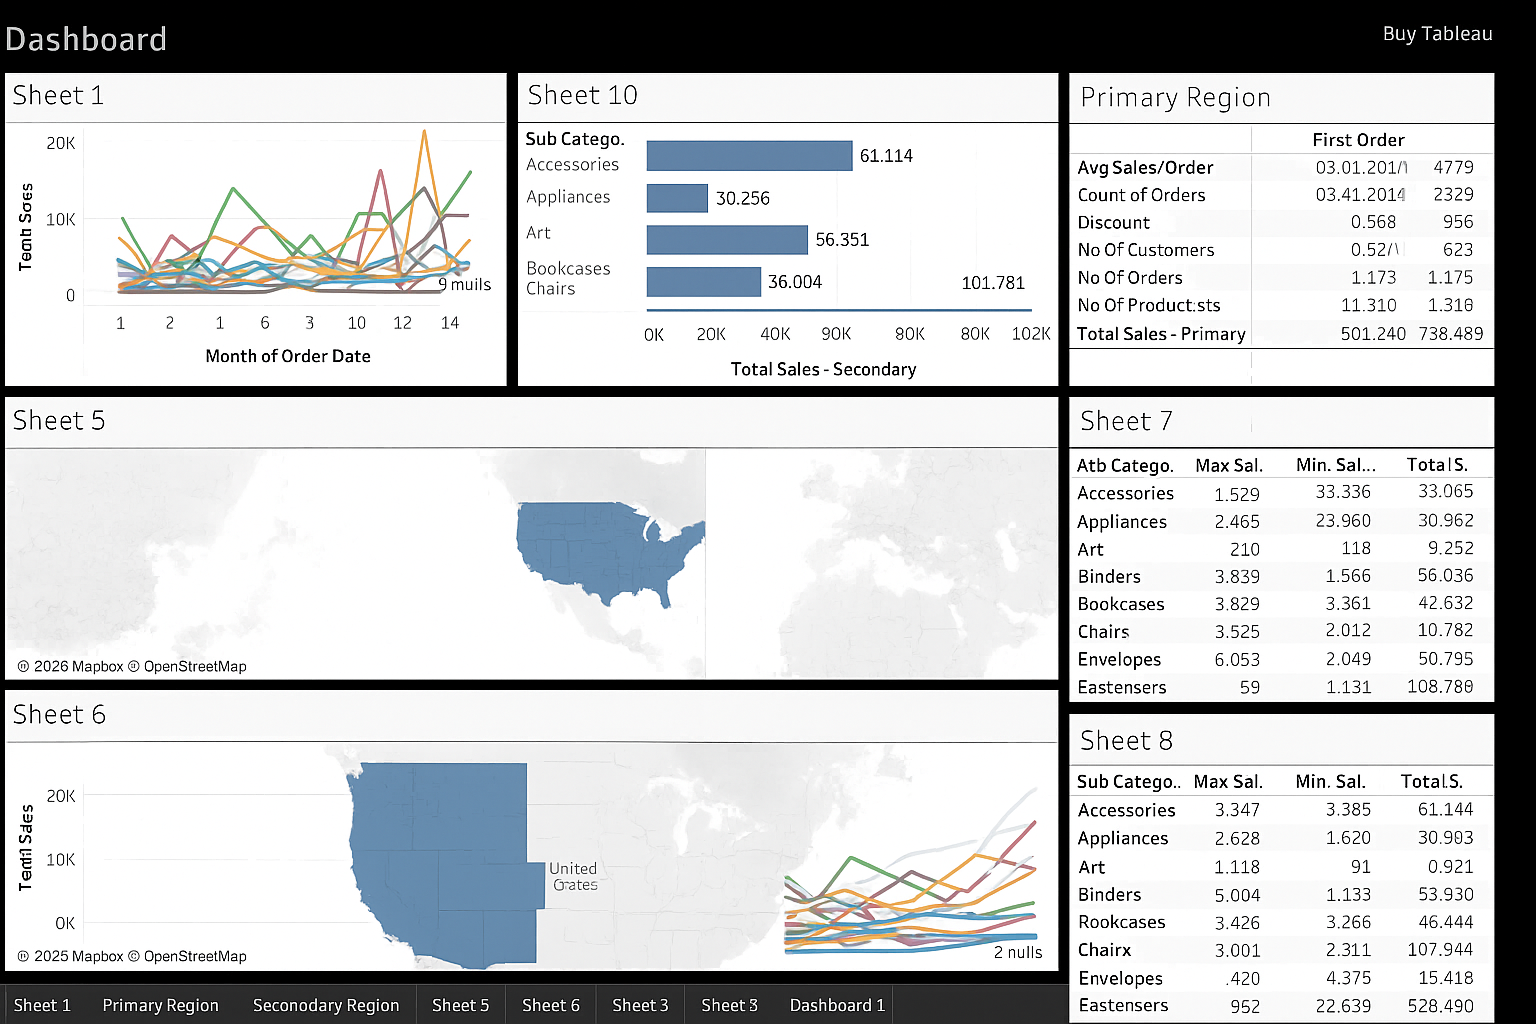 Dashboard
Buy Tableau
Sheet 1
20K
10K
0
9 muils
1 2 1 6 3 10 12 14
Month of Order Date
Sheet 10
Sub Catego.
Accessories 61.114
Appliances 30.256
Art 56.351
Bookcases
Chairs 36.004 101.781
0K 20K 40K 90K 80K 80K 102K
Total Sales - Secondary
Primary Region
First Order
Avg Sales/Order 4779
Count of Orders 03.41.2014 2329
Discount 0.568 956
No Of Customers 623
No Of Orders 1.173 1.175
No Of Product:sts 11.310 1.318
Total Sales - Primary 501.240 738.489
Sheet 5
© 2026 Mapbox © OpenStreetMap
Sheet 7
Atb Catego. Max Sal. Min. Sal... Total S.
Accessories 1.529 33.336 33.065
Appliances 2.465 23.960 30.962
Art 210 118 9.252
Binders 3.839 1.566 56.036
Bookcases 3.829 3.361 42.632
Chairs 3.525 2.012 10.782
Envelopes 6.053 2.049 50.795
Eastensers 59 1.131 108.780
Sheet 6
20K
10K
0K
United
Grates
2 nulls
© 2025 Mapbox © OpenStreetMap
Sheet 8
Sub Catego.. Max Sal. Min. Sal. Total.S.
Accessories 3.347 3.385 61.144
Appliances 2.628 1.620 30.993
Art 1.118 91 0.921
Binders 5.004 1.133 53.930
Rookcases 3.426 3.266 46.444
Chairx 3.001 2.311 107.944
Envelopes .420 4.375 15.418
Eastensers 952 22.639 528.490
Sheet 1 Primary Region Seconodary Region Sheet 5 Sheet 6 Sheet 3 Sheet 3 Dashboard 1